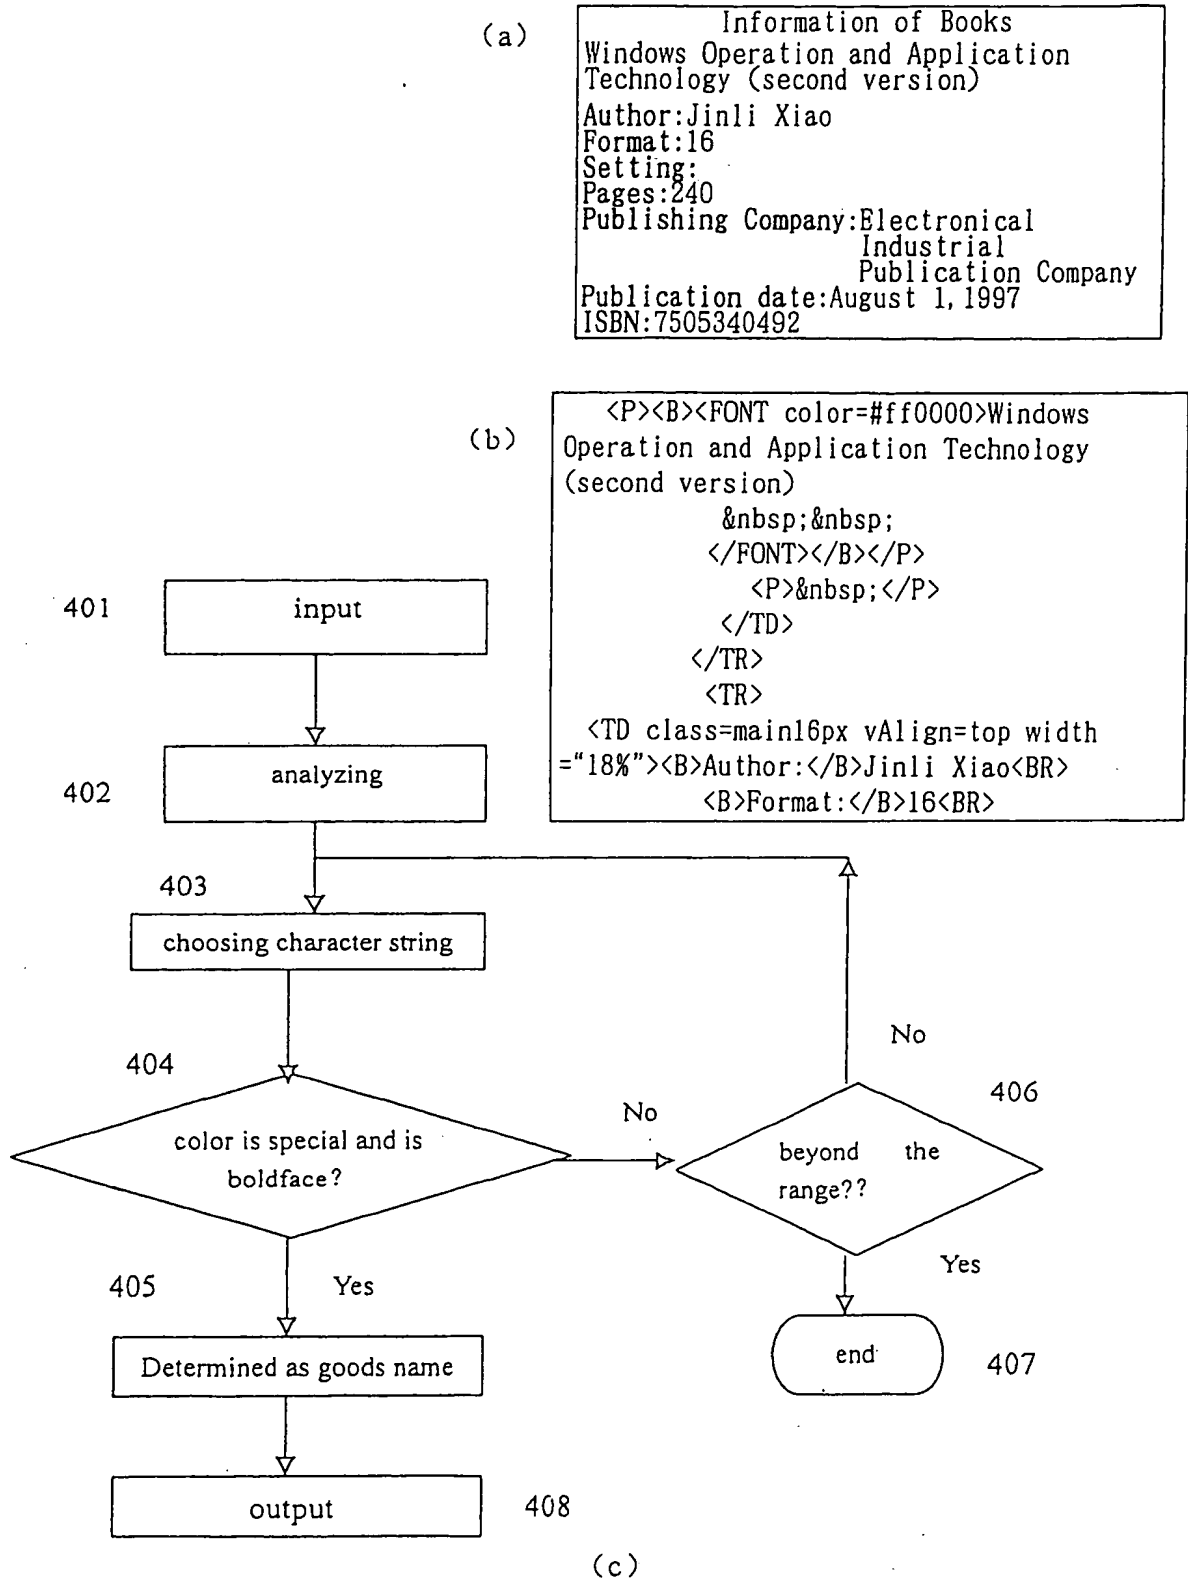 (a)
Information of Books
Windows Operation and Application
Technology (second version)
Author:Jinli Xiao
Format:16
Setting:
Pages:240
Publishing Company:Electronical
Industrial
Publication Company
Publication date:August 1, 1997
ISBN:7505340492
(b)
<P><B><FONT color=#ff0000>Windows
Operation and Application Technology
(second version)
&nbsp;&nbsp;
</FONT></B></P>
<P>&nbsp;</P>
</TD>
</TR>
<TR>
<TD class=main16px vAlign=top width
="18%"><B>Author:</B>Jinli Xiao<BR>
<B>Format:</B>16<BR>
401
input
402
analyzing
403
choosing character string
404
color is special and is
boldface?
No
405
Yes
Determined as goods name
output
408
No
406
beyond the
range??
Yes
end
407
(c)